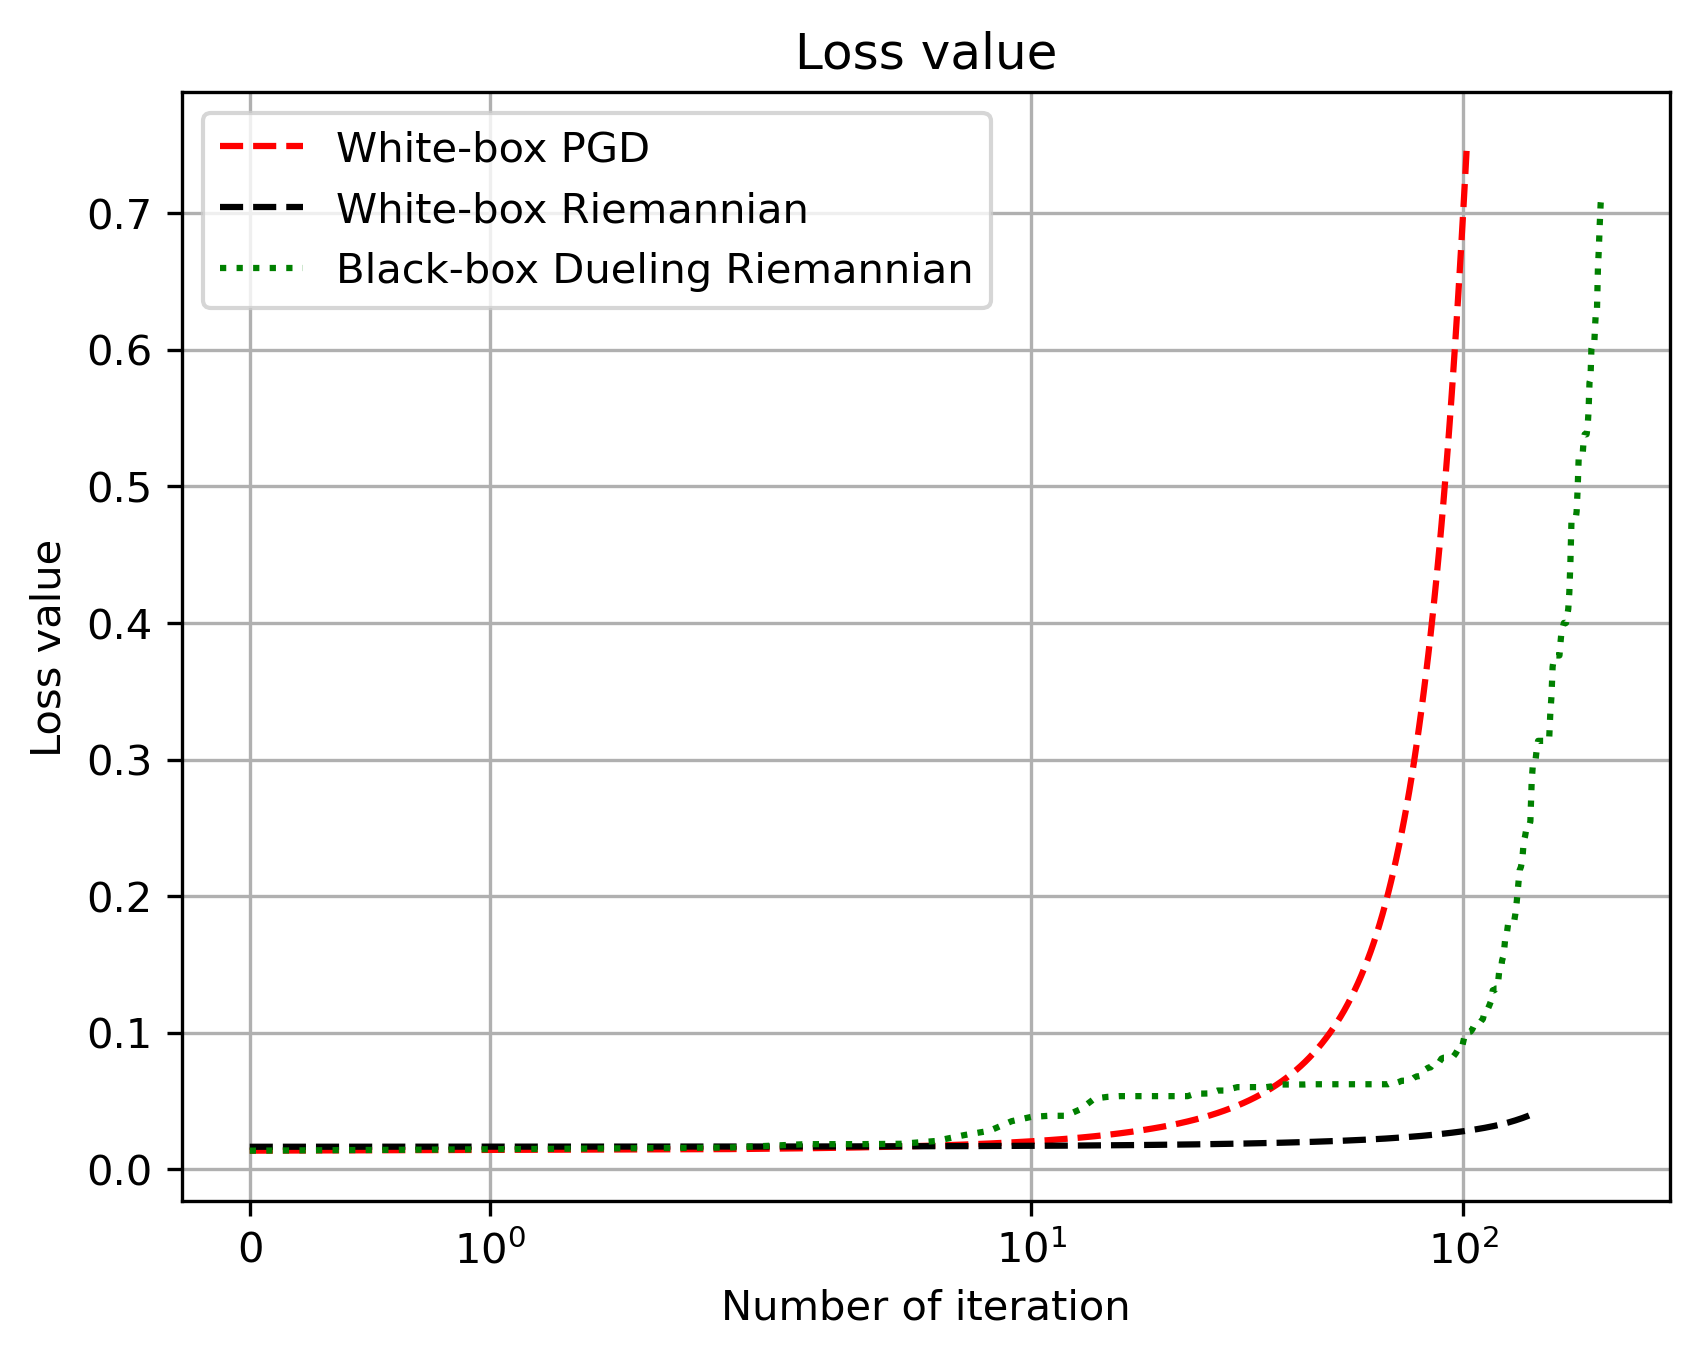 Loss value
White-box PGD
White-box Riemannian
Black-box Dueling Riemannian
Loss value
0.7
0.6
0.5
0.4
0.3
0.2
0.1
0.0
0 10⁰ 10¹ 10²
Number of iteration